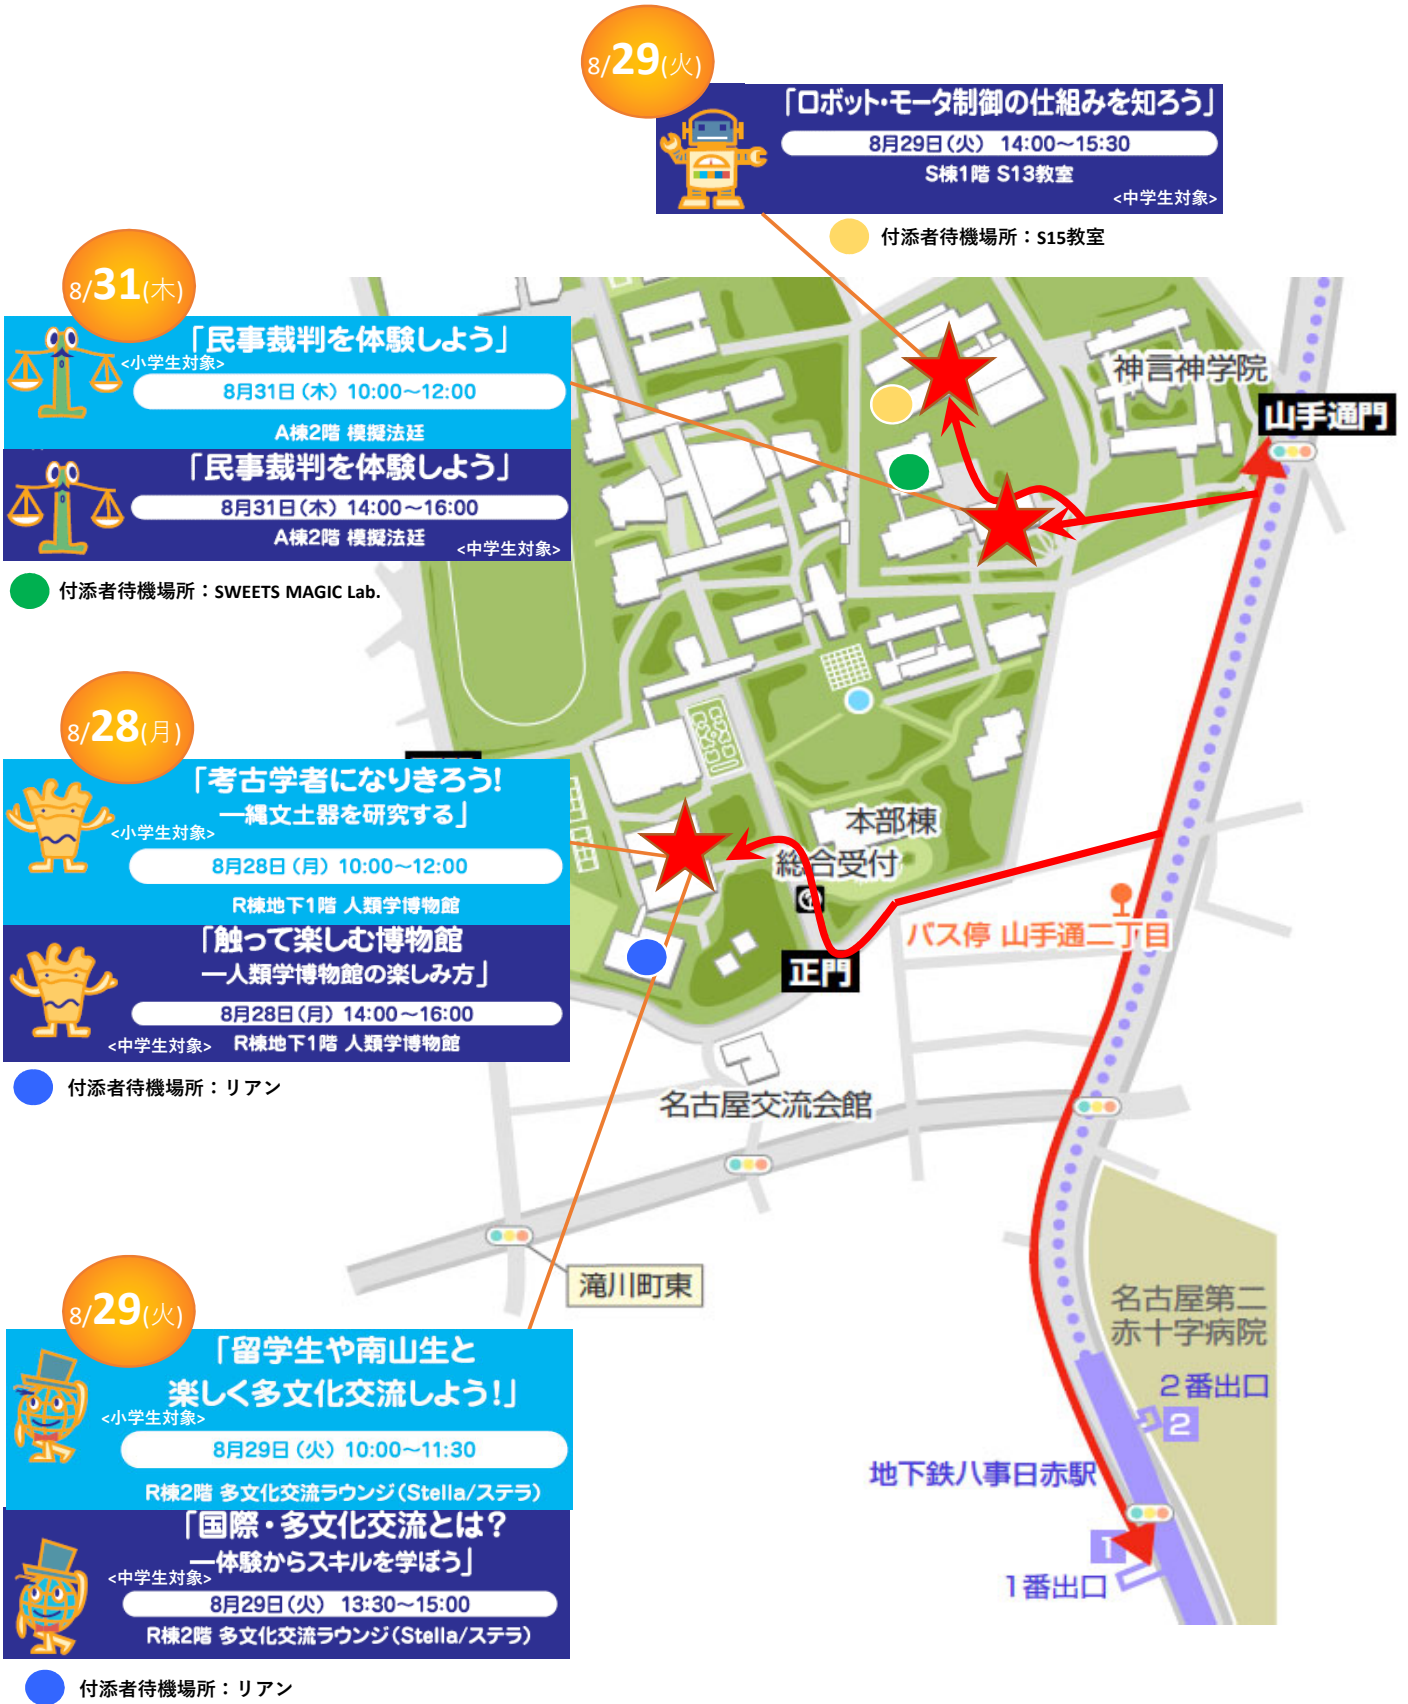 8/29(火)
「ロボット・モータ制御の仕組みを知ろう」
8月29日(火) 14:00～15:30
S棟1階 S13教室
<中学生対象>
付添者待機場所：S15教室
8/31(木)
「民事裁判を体験しよう」
<小学生対象>
8月31日(木) 10:00～12:00
A棟2階 模擬法廷
「民事裁判を体験しよう」
8月31日(木) 14:00～16:00
A棟2階 模擬法廷
<中学生対象>
付添者待機場所：SWEETS MAGIC Lab.
神言神学院
山手通門
8/28(月)
「考古学者になりきろう!
―縄文土器を研究する」
<小学生対象>
8月28日(月) 10:00～12:00
R棟地下1階 人類学博物館
「触って楽しむ博物館
―人類学博物館の楽しみ方」
8月28日(月) 14:00～16:00
<中学生対象>
R棟地下1階 人類学博物館
付添者待機場所：リアン
本部棟
総合受付
正門
バス停 山手通二丁目
名古屋交流会館
滝川町東
名古屋第二
赤十字病院
2番出口
2
地下鉄八事日赤駅
1
1番出口
8/29(火)
「留学生や南山生と
楽しく多文化交流しよう!」
<小学生対象>
8月29日(火) 10:00～11:30
R棟2階 多文化交流ラウンジ(Stella/ステラ)
「国際・多文化交流とは?
―体験からスキルを学ぼう」
<中学生対象>
8月29日(火) 13:30～15:00
R棟2階 多文化交流ラウンジ(Stella/ステラ)
付添者待機場所：リアン